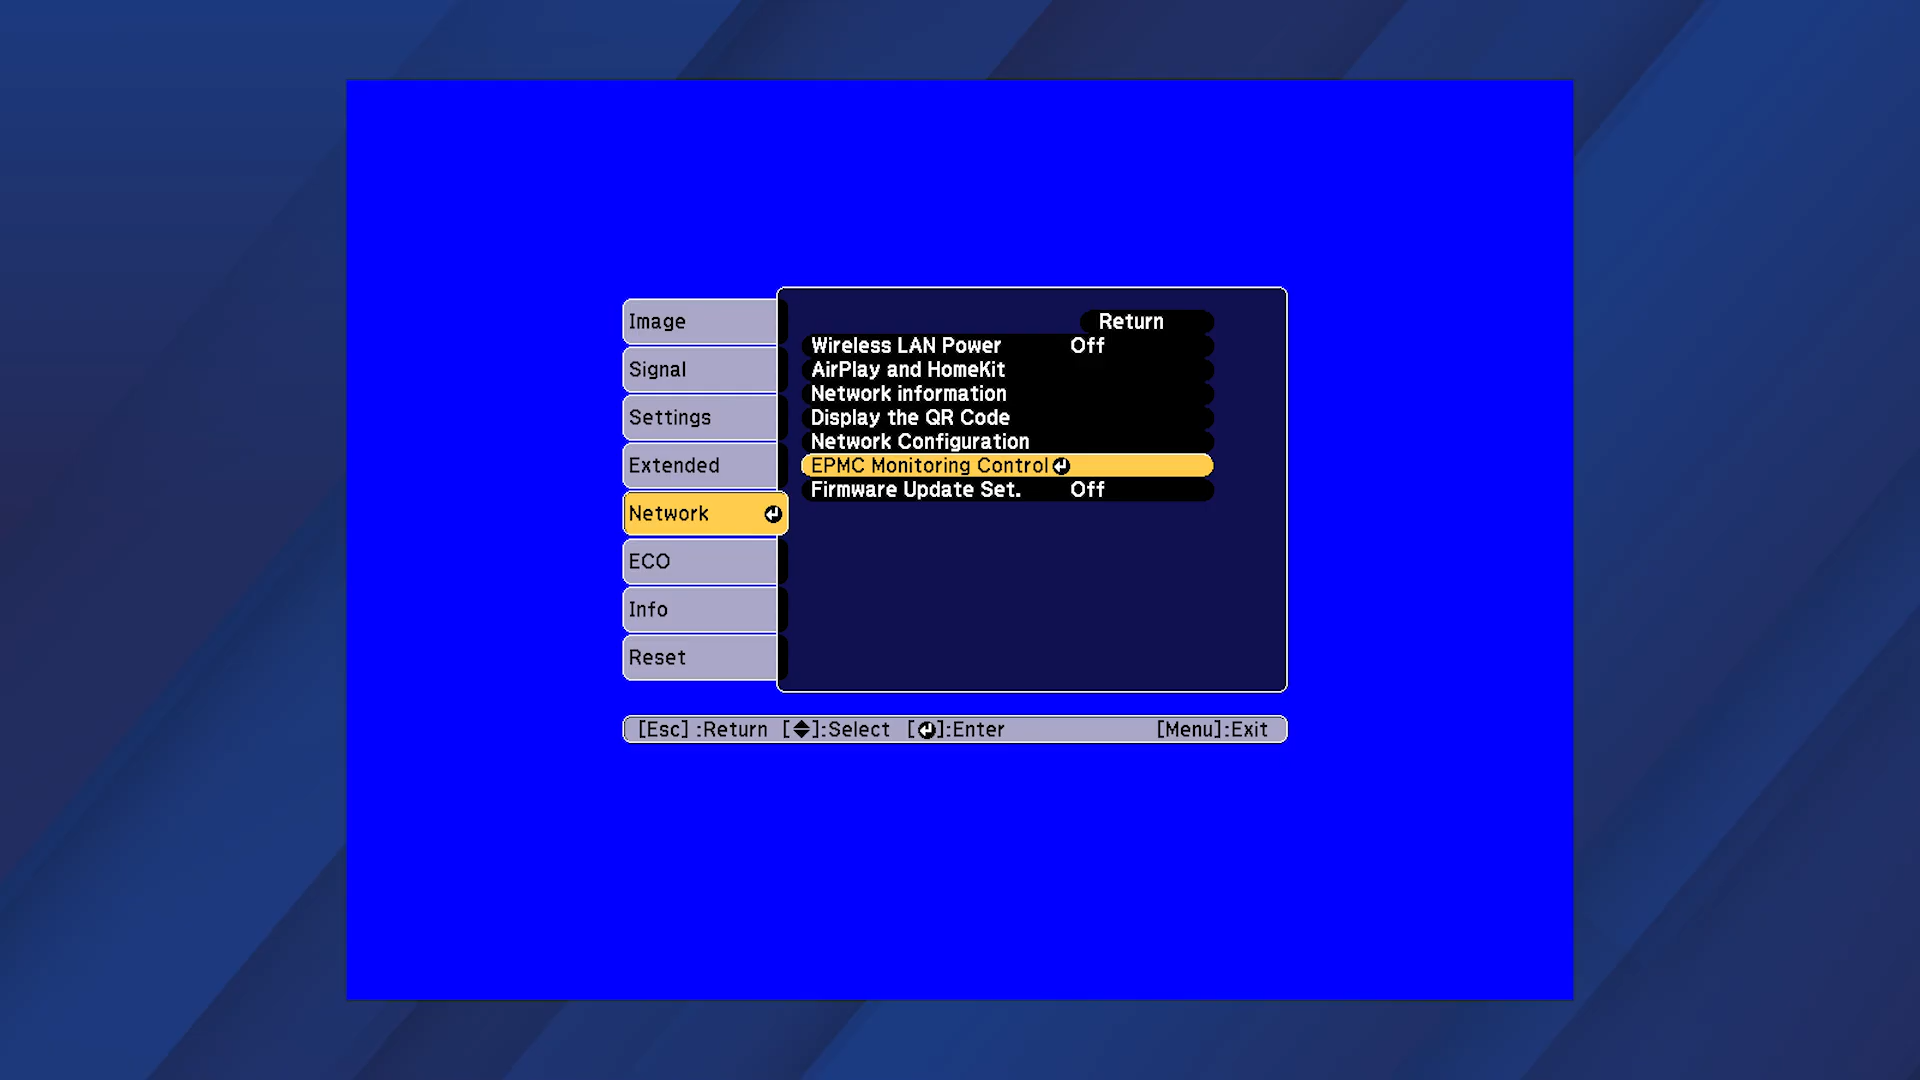 Image
Signal
Settings
Extended
Network
ECO
Info
Reset
Return
Wireless LAN Power Off
AirPlay and HomeKit
Network information
Display the QR Code
Network Configuration
EPMC Monitoring Control
Firmware Update Set. Off
[Esc] :Return [◆]:Select [↵]:Enter [Menu]:Exit